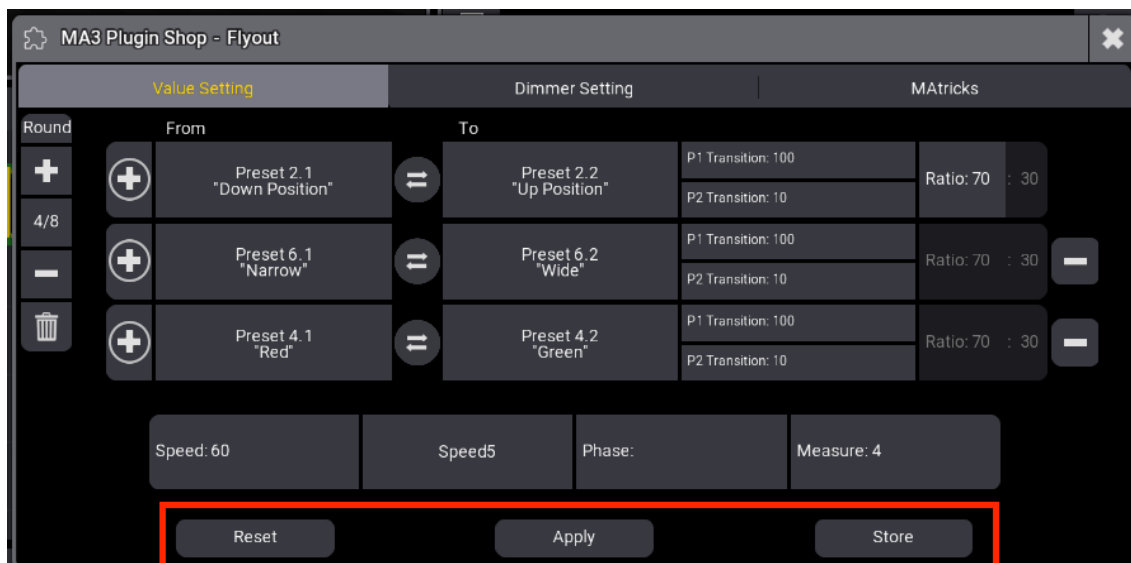 MA3 Plugin Shop - Flyout
Value Setting
Dimmer Setting
MAtricks
Round
From
To
Preset 2.1
"Down Position"
Preset 2.2
"Up Position"
P1 Transition: 100
P2 Transition: 10
Ratio: 70 : 30
4/8
Preset 6.1
"Narrow"
Preset 6.2
"Wide"
P1 Transition: 100
P2 Transition: 10
Ratio: 70 : 30
Preset 4.1
"Red"
Preset 4.2
"Green"
P1 Transition: 100
P2 Transition: 10
Ratio: 70 : 30
Speed: 60
Speed5
Phase:
Measure: 4
Reset
Apply
Store